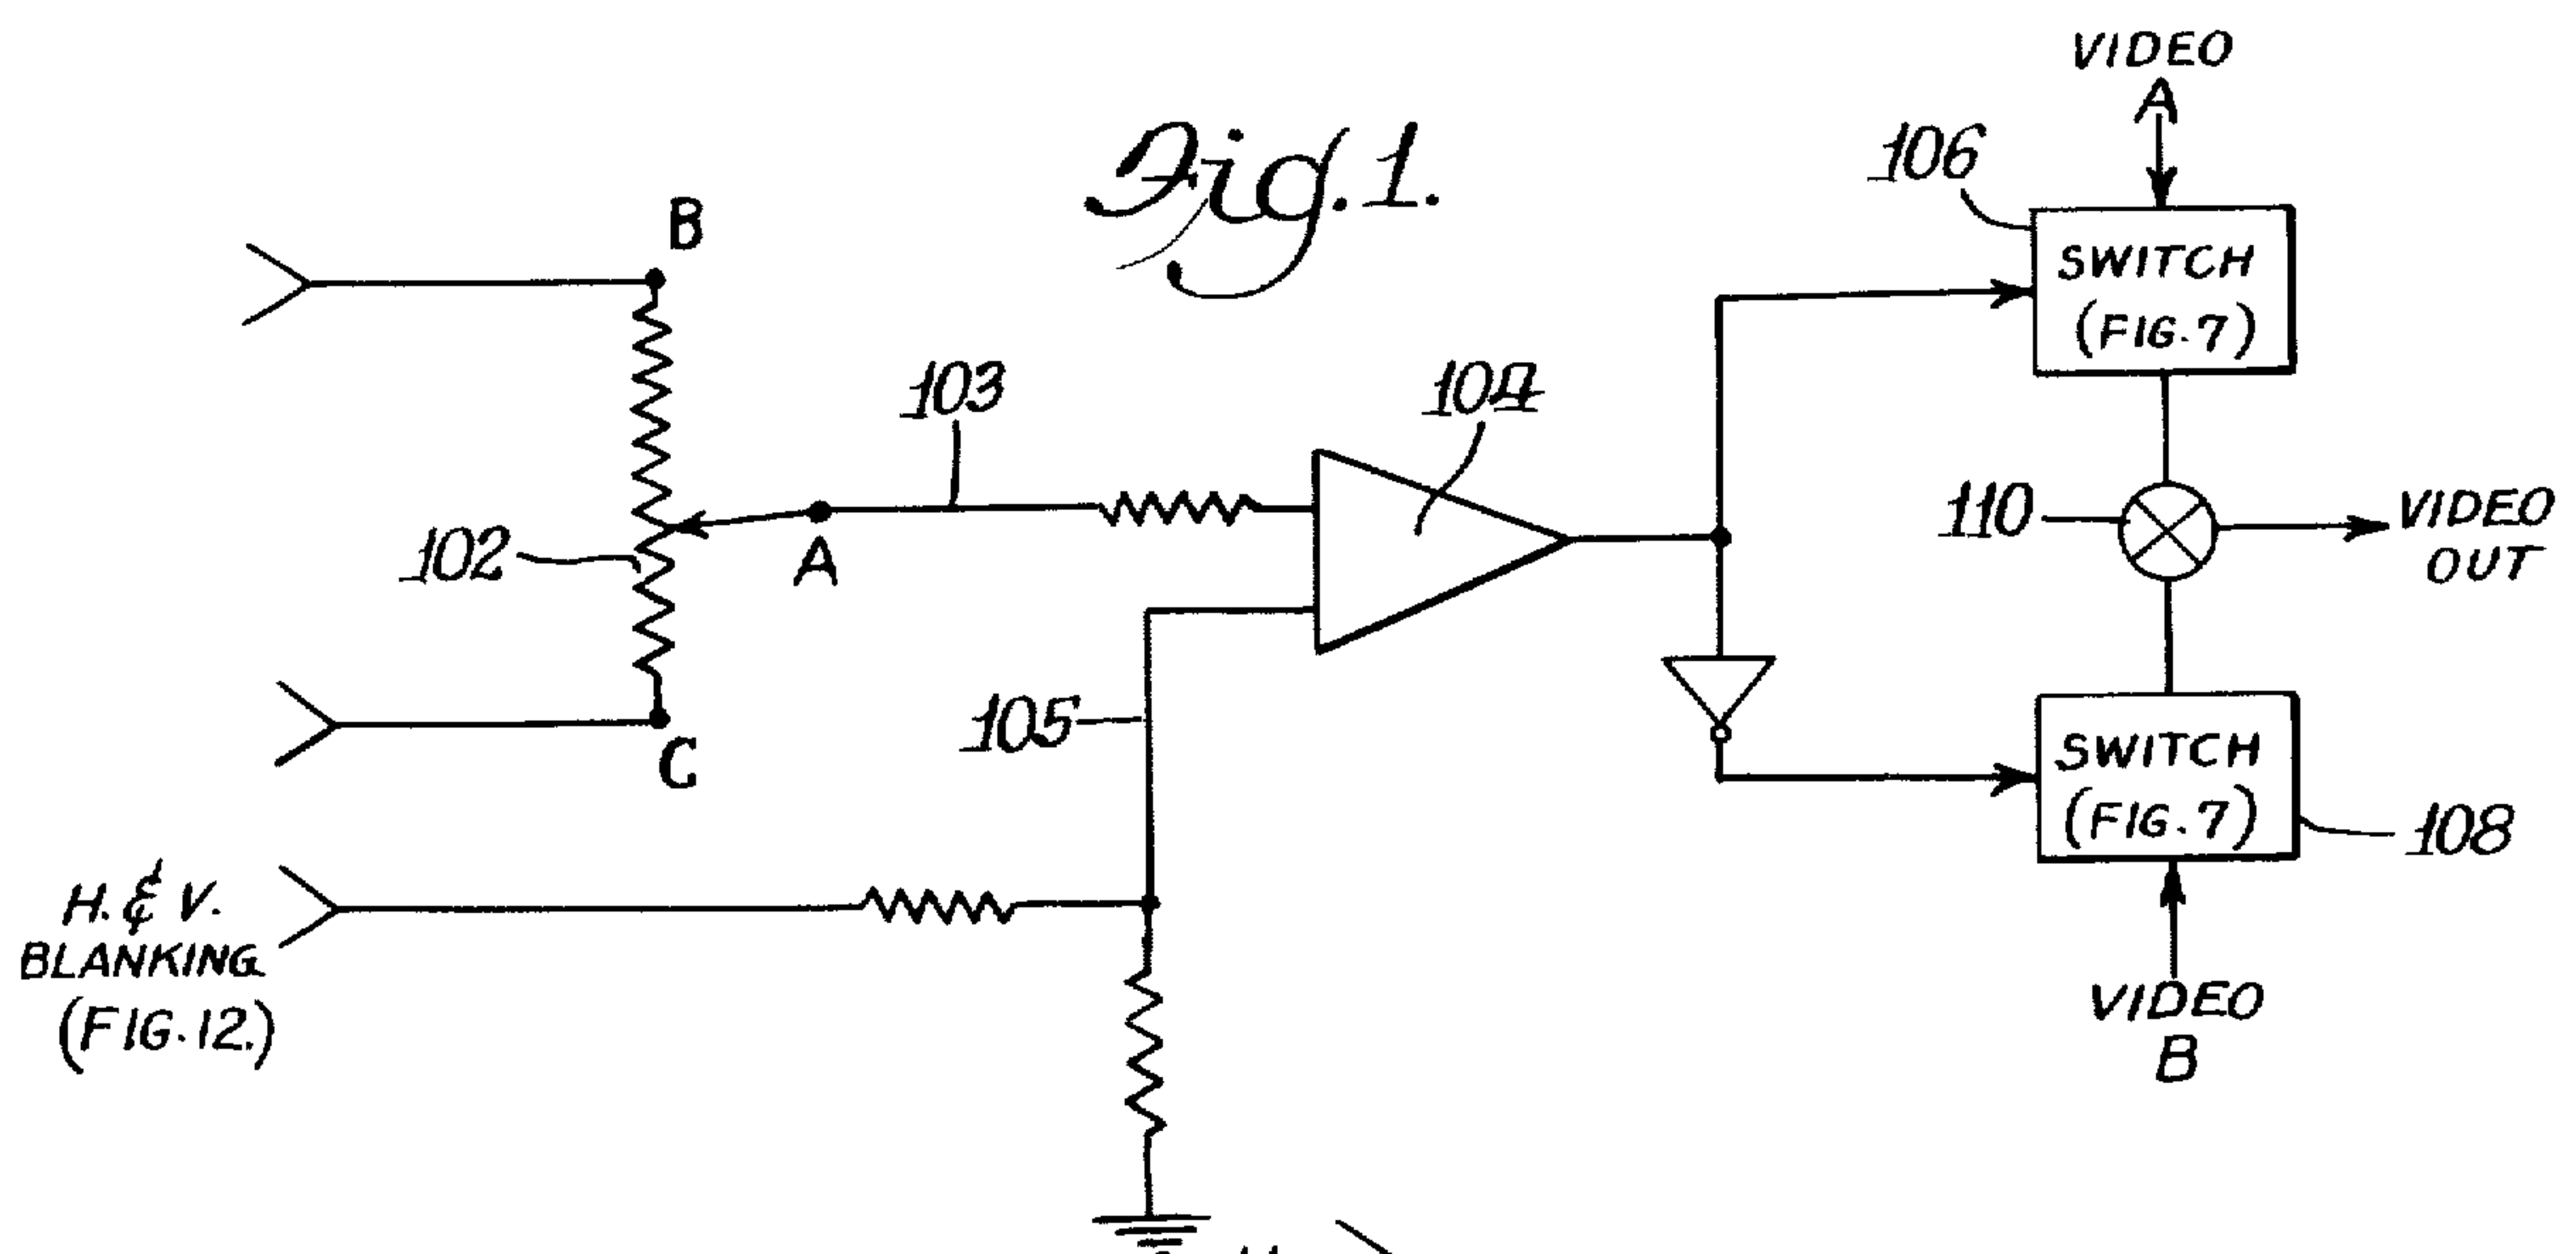 Fig. 1.
VIDEO
A
106
SWITCH
(FIG. 7)
B
103
104
102
A
110
VIDEO
OUT
C
105
SWITCH
(FIG. 7)
108
H. & V.
BLANKING
(FIG. 12.)
VIDEO
B